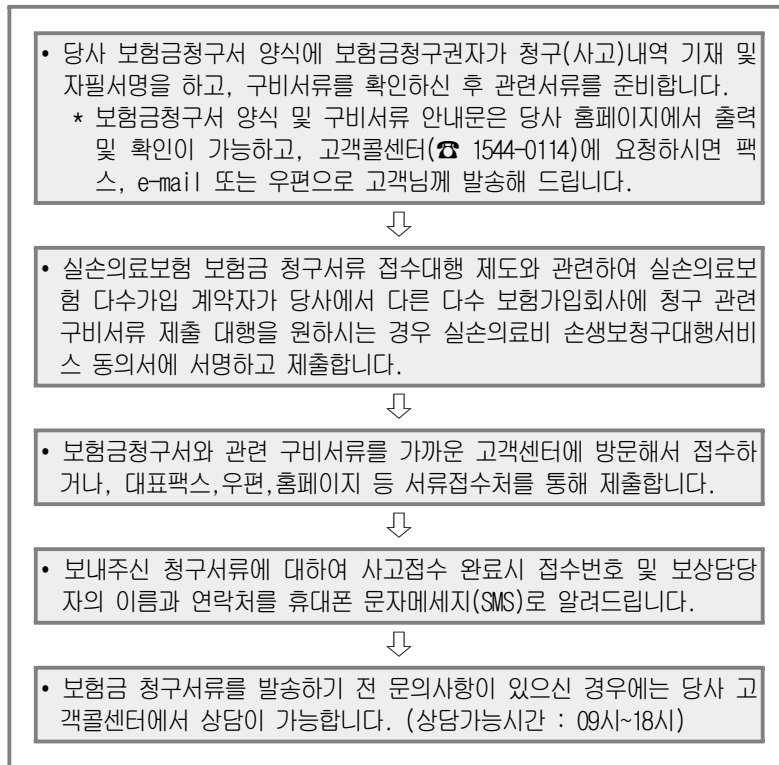 • 당사 보험금청구서 양식에 보험금청구권자가 청구(사고)내역 기재 및
자필서명을 하고, 구비서류를 확인하신 후 관련서류를 준비합니다.
* 보험금청구서 양식 및 구비서류 안내문은 당사 홈페이지에서 출력
및 확인이 가능하고, 고객콜센터(☎ 1544-0114)에 요청하시면 팩
스, e-mail 또는 우편으로 고객님께 발송해 드립니다.
⇩
• 실손의료보험 보험금 청구서류 접수대행 제도와 관련하여 실손의료보
험 다수가입 계약자가 당사에서 다른 다수 보험가입회사에 청구 관련
구비서류 제출 대행을 원하시는 경우 실손의료비 손생보청구대행서비
스 동의서에 서명하고 제출합니다.
⇩
• 보험금청구서와 관련 구비서류를 가까운 고객센터에 방문해서 접수하
거나, 대표팩스,우편,홈페이지 등 서류접수처를 통해 제출합니다.
⇩
• 보내주신 청구서류에 대하여 사고접수 완료시 접수번호 및 보상담당
자의 이름과 연락처를 휴대폰 문자메세지(SMS)로 알려드립니다.
⇩
• 보험금 청구서류를 발송하기 전 문의사항이 있으신 경우에는 당사 고
객콜센터에서 상담이 가능합니다. (상담가능시간 : 09시~18시)